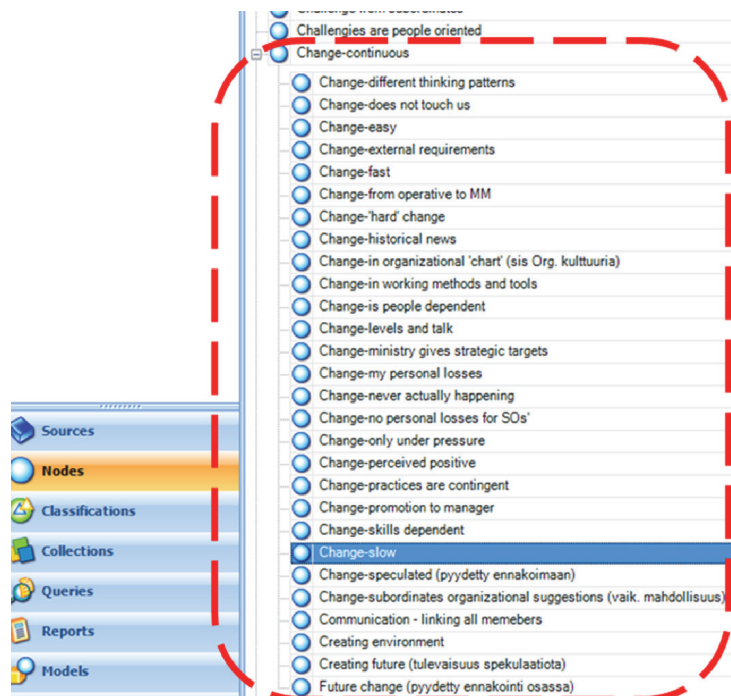 Challenge from subordinates
Challengies are people oriented
Change-continuous
Change-different thinking patterns
Change-does not touch us
Change-easy
Change-external requirements
Change-fast
Change-from operative to MM
Change-'hard' change
Change-historical news
Change-in organizational 'chart' (sis Org. kulttuuria)
Change-in working methods and tools
Change-is people dependent
Change-levels and talk
Change-ministry gives strategic targets
Change-my personal losses
Change-never actually happening
Change-no personal losses for SOs'
Change-only under pressure
Change-perceived positive
Change-practices are contingent
Change-promotion to manager
Change-skills dependent
Change-slow
Change-speculated (pyydetty ennakoimaan)
Change-subordinates organizational suggestions (vaik. mahdollisuus)
Communication - linking all memebers
Creating environment
Creating future (tulevaisuus spekulaatiota)
Future change (pyydetty ennakointi osassa)
Sources
Nodes
Classifications
Collections
Queries
Reports
Models